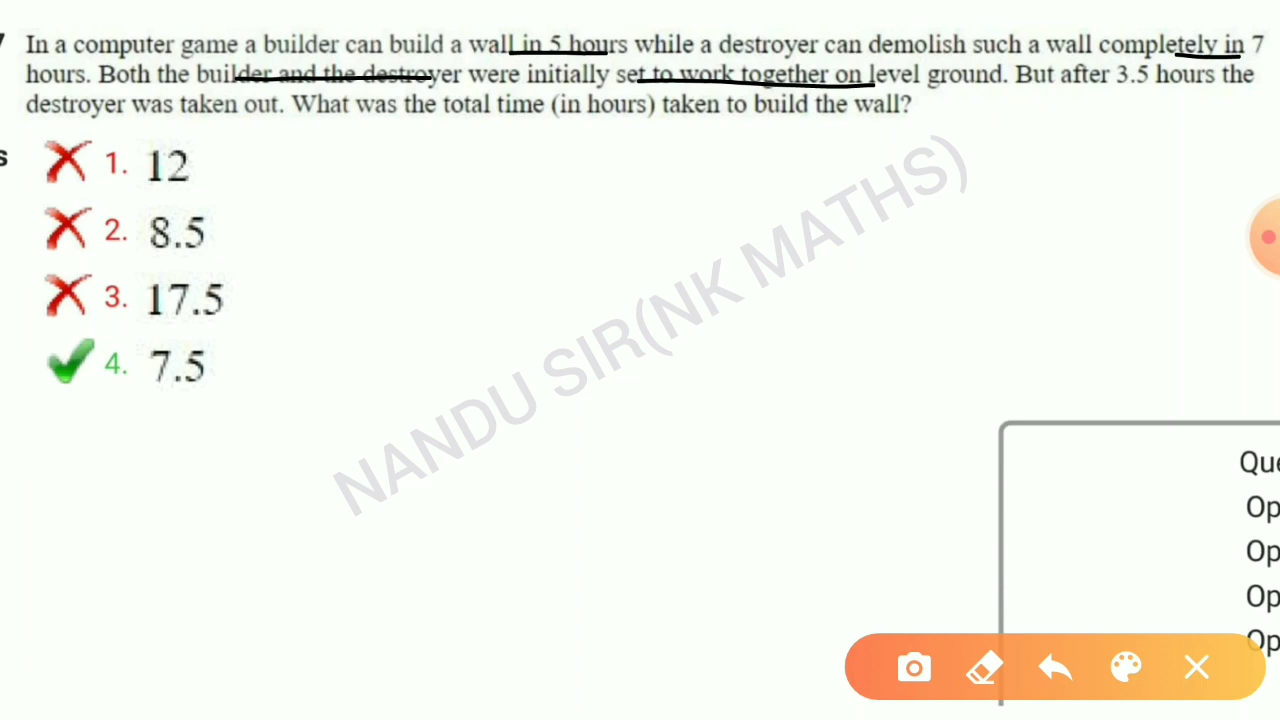 7 In a computer game a builder can build a wall in 5 hours while a destroyer can demolish such a wall completely in 7
hours. Both the builder and the destroyer were initially set to work together on level ground. But after 3.5 hours the
destroyer was taken out. What was the total time (in hours) taken to build the wall?
s
1. 12
2. 8.5
3. 17.5
4. 7.5
NANDU SIR(NK MATHS)
Que
Op
Op
Op
Op